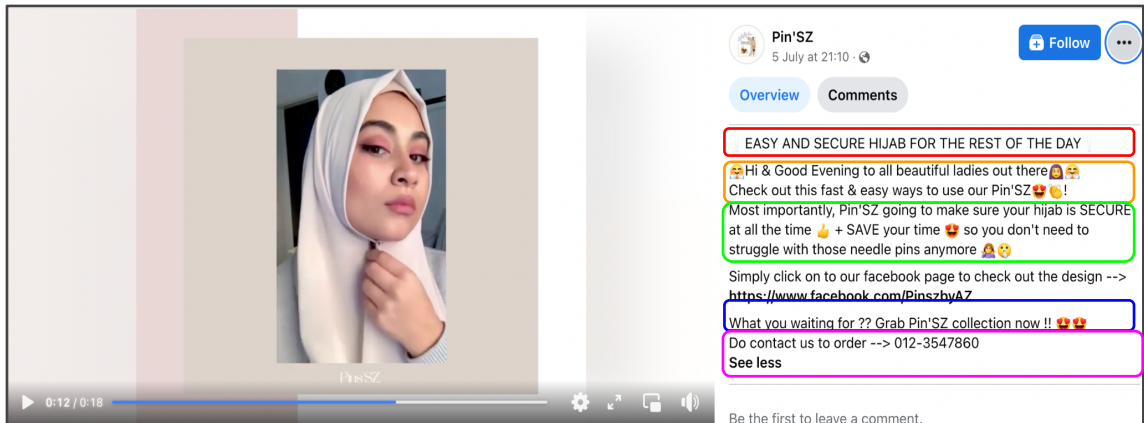 Pin'SZ
5 July at 21:10 ·
Follow
Overview
Comments
EASY AND SECURE HIJAB FOR THE REST OF THE DAY
🤗Hi & Good Evening to all beautiful ladies out there🧕🤗
Check out this fast & easy ways to use our Pin'SZ😍👏!
Most importantly, Pin'SZ going to make sure your hijab is SECURE
at all the time 👍 + SAVE your time 😍 so you don't need to
struggle with those needle pins anymore 🙅‍♀️🤫
Simply click on to our facebook page to check out the design -->
https://www.facebook.com/PinszbyAZ
What you waiting for ?? Grab Pin'SZ collection now !! 😍😍
Do contact us to order --> 012-3547860
See less
Be the first to leave a comment.
Pins SZ
0:12 / 0:18